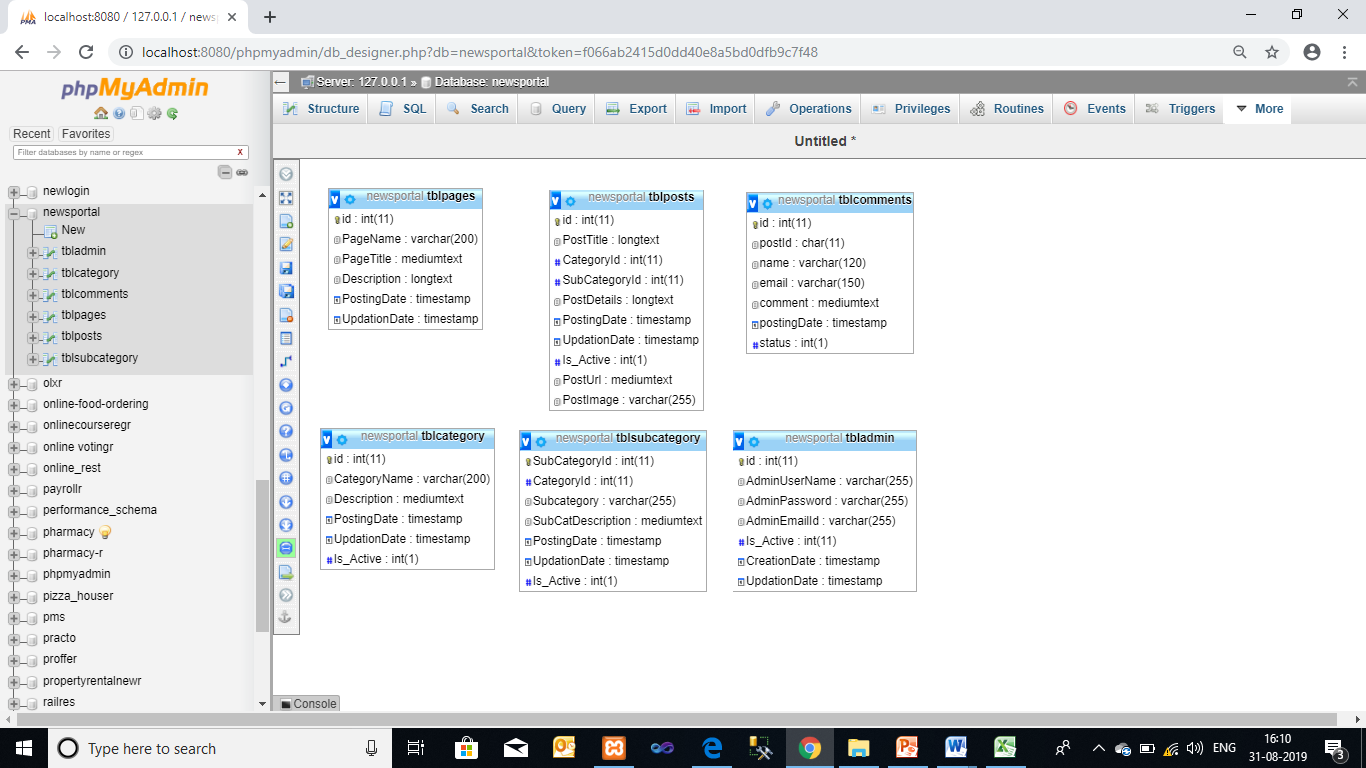 localhost:8080 / 127.0.0.1 / news
localhost:8080/phpmyadmin/db_designer.php?db=newsportal&token=f066ab2415d0dd40e8a5bd0dfb9c7f48
phpMyAdmin
Recent Favorites
Filter databases by name or regex X
newlogin
newsportal
New
tbladmin
tblcategory
tblcomments
tblpages
tblposts
tblsubcategory
olxr
online-food-ordering
onlinecourseregr
online votingr
online_rest
payrollr
performance_schema
pharmacy
pharmacy-r
phpmyadmin
pizza_houser
pms
practo
proffer
propertyrentalnewr
railres
Server: 127.0.0.1 » Database: newsportal
Structure SQL Search Query Export Import Operations Privileges Routines Events Triggers More
Untitled *
newsportal tblpages
id : int(11)
PageName : varchar(200)
PageTitle : mediumtext
Description : longtext
PostingDate : timestamp
UpdationDate : timestamp
newsportal tblposts
id : int(11)
PostTitle : longtext
CategoryId : int(11)
SubCategoryId : int(11)
PostDetails : longtext
PostingDate : timestamp
UpdationDate : timestamp
Is_Active : int(1)
PostUrl : mediumtext
PostImage : varchar(255)
newsportal tblcomments
id : int(11)
postId : char(11)
name : varchar(120)
email : varchar(150)
comment : mediumtext
postingDate : timestamp
status : int(1)
newsportal tblcategory
id : int(11)
CategoryName : varchar(200)
Description : mediumtext
PostingDate : timestamp
UpdationDate : timestamp
Is_Active : int(1)
newsportal tblsubcategory
SubCategoryId : int(11)
CategoryId : int(11)
Subcategory : varchar(255)
SubCatDescription : mediumtext
PostingDate : timestamp
UpdationDate : timestamp
Is_Active : int(1)
newsportal tbladmin
id : int(11)
AdminUserName : varchar(255)
AdminPassword : varchar(255)
AdminEmailId : varchar(255)
Is_Active : int(11)
CreationDate : timestamp
UpdationDate : timestamp
Console
Type here to search
ENG
16:10
31-08-2019
3